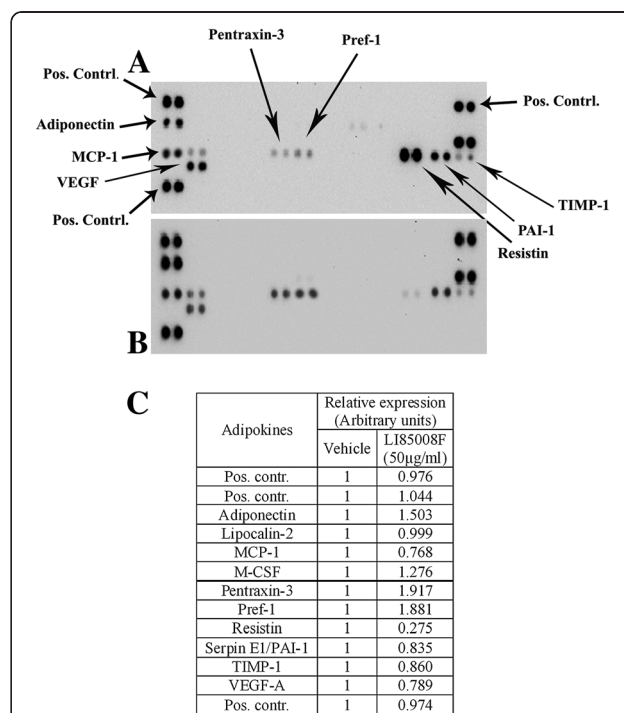 Pentraxin-3
Pref-1
Pos. Contrl.
A
Pos. Contrl.
Adiponectin
MCP-1
VEGF
TIMP-1
Pos. Contrl.
PAI-1
Resistin
B
C
Adipokines
Relative expression
(Arbitrary units)
Vehicle
LI85008F
(50µg/ml)
Pos. contr. 1 0.976
Pos. contr. 1 1.044
Adiponectin 1 1.503
Lipocalin-2 1 0.999
MCP-1 1 0.768
M-CSF 1 1.276
Pentraxin-3 1 1.917
Pref-1 1 1.881
Resistin 1 0.275
Serpin E1/PAI-1 1 0.835
TIMP-1 1 0.860
VEGF-A 1 0.789
Pos. contr. 1 0.974